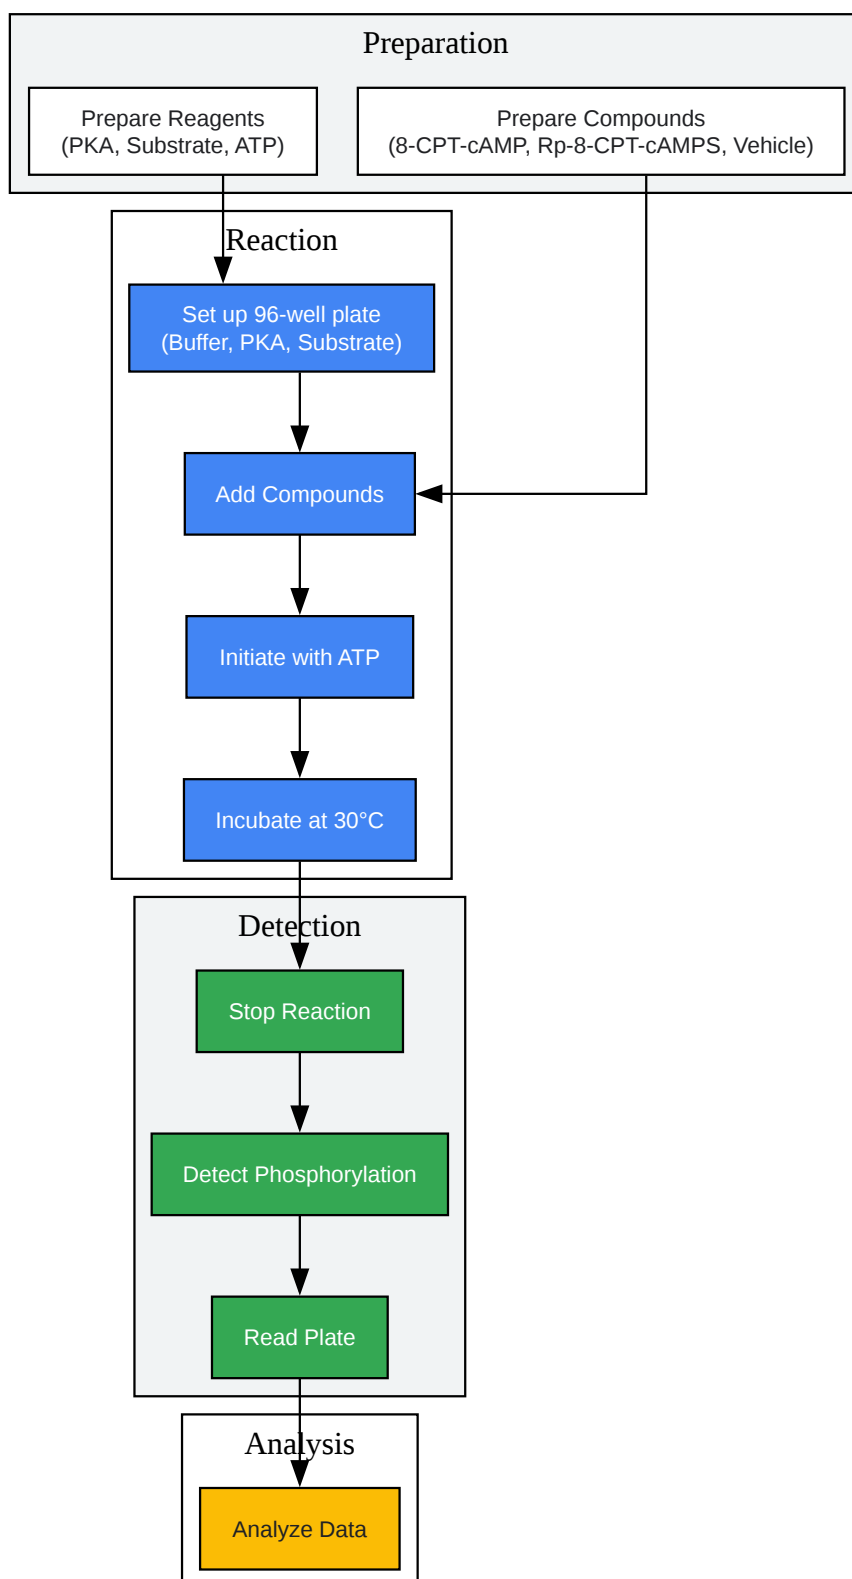 Preparation
Prepare Reagents
(PKA, Substrate, ATP)
Prepare Compounds
(8-CPT-cAMP, Rp-8-CPT-cAMPS, Vehicle)
Reaction
Set up 96-well plate
(Buffer, PKA, Substrate)
Add Compounds
Initiate with ATP
Incubate at 30°C
Detection
Stop Reaction
Detect Phosphorylation
Read Plate
Analysis
Analyze Data